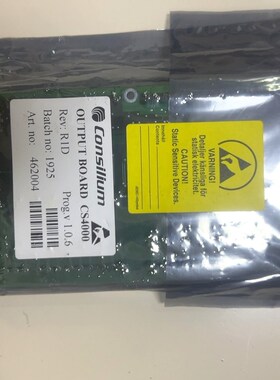 Consilium
OUTPUT BOARD CS4000
Rev: R1D Prog.v 1.0.6
Batch no: 1925
Art. no: 462004
WARNING!
Detaljer känsliga för
statisk elektricitet.
CAUTION!
Static Sensitive Devices.
Contents: